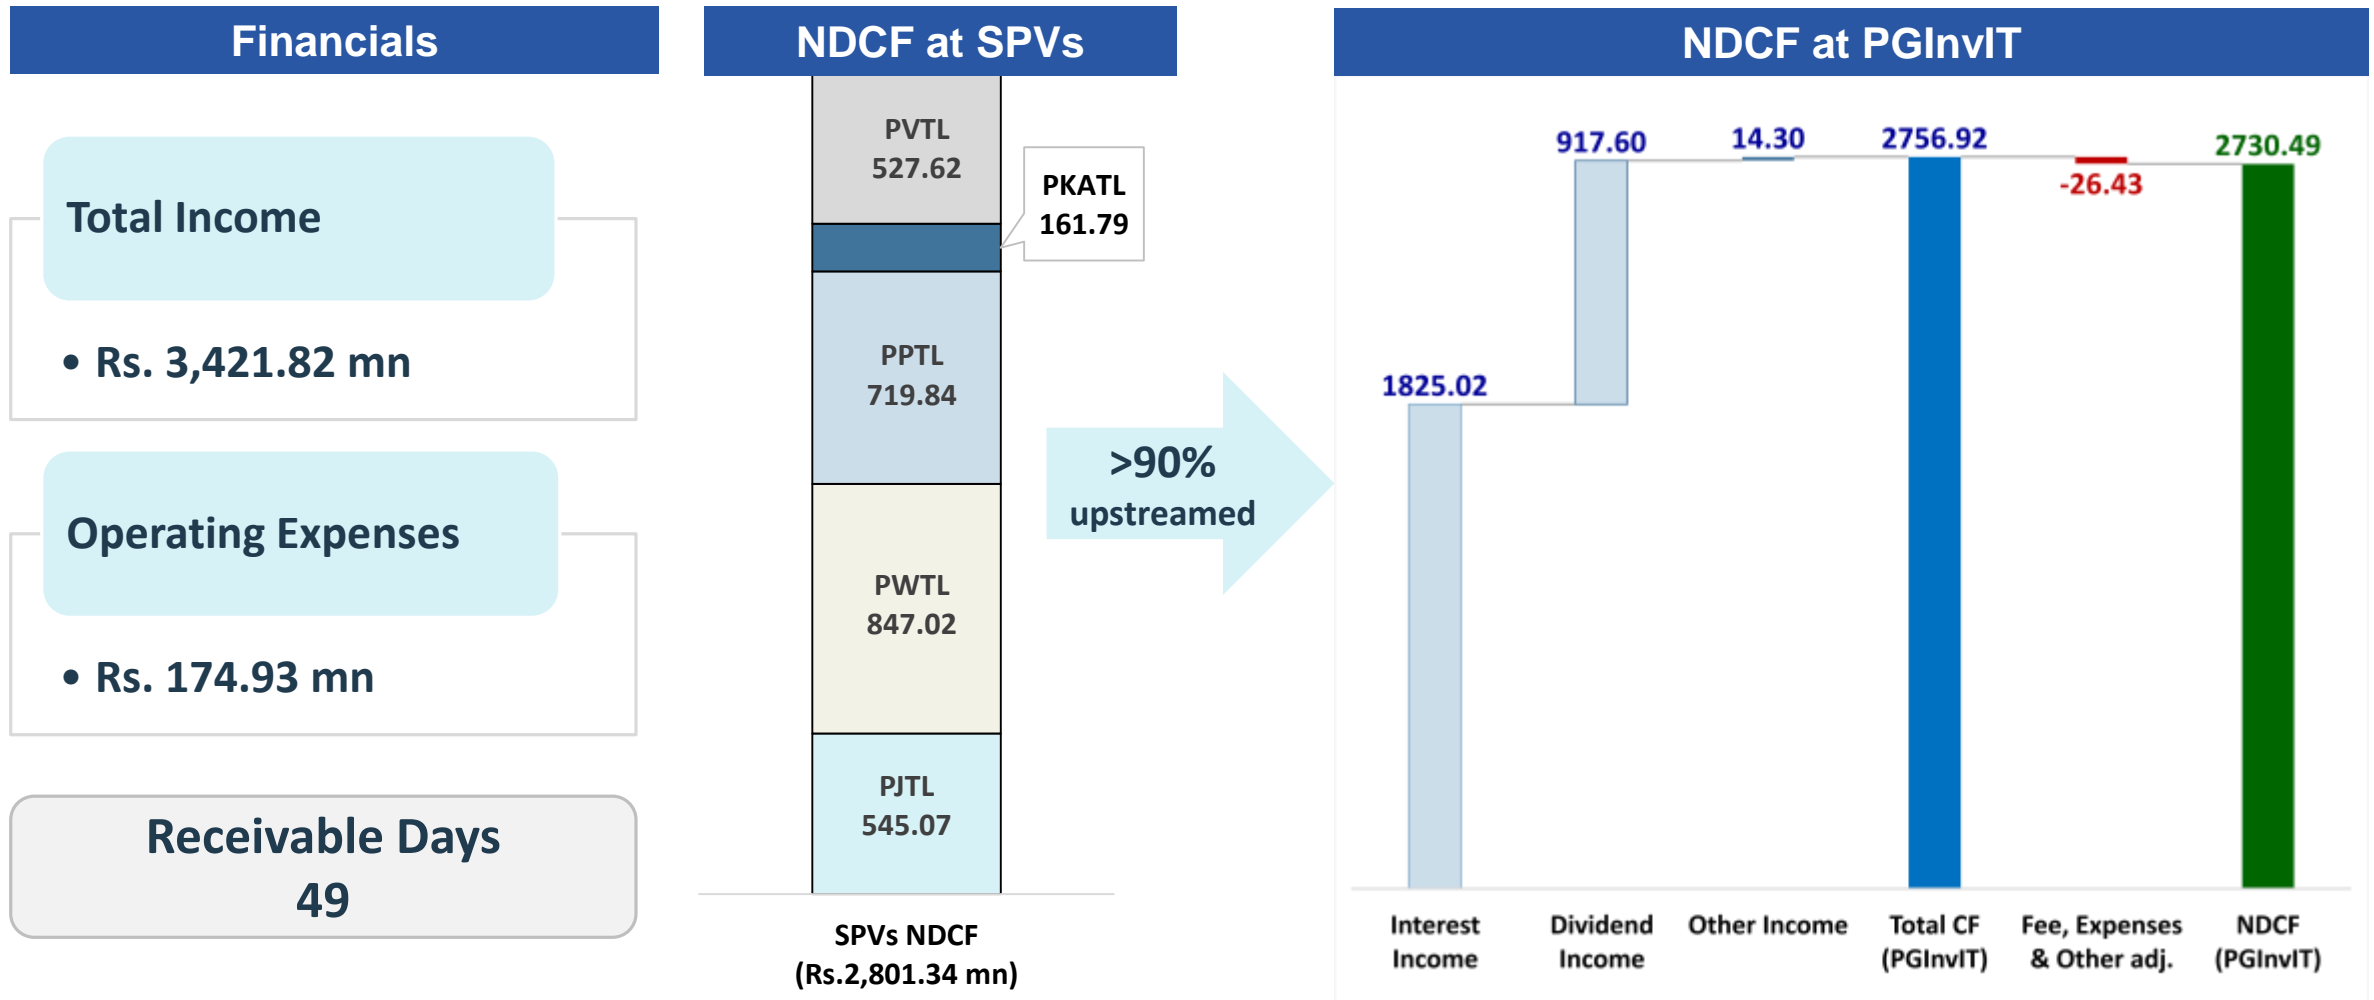 Financials
Total Income
• Rs. 3,421.82 mn
Operating Expenses
• Rs. 174.93 mn
Receivable Days
49
NDCF at SPVs
PVTL
527.62
PKATL
161.79
PPTL
719.84
PWTL
847.02
PJTL
545.07
SPVs NDCF
(Rs.2,801.34 mn)
>90%
upstreamed
NDCF at PGInvIT
1825.02
917.60
14.30
2756.92
-26.43
2730.49
Interest
Income
Dividend
Income
Other Income
Total CF
(PGInvIT)
Fee, Expenses
& Other adj.
NDCF
(PGInvIT)